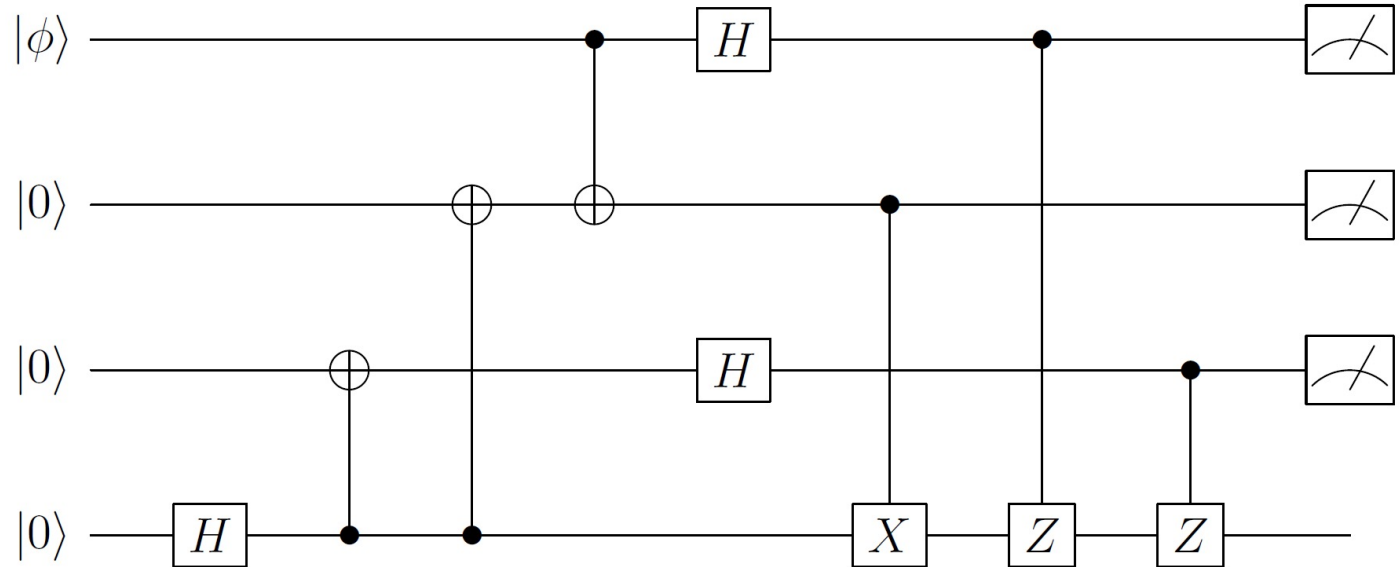 |ϕ⟩ H
|0⟩
|0⟩ H
|0⟩ H X Z Z